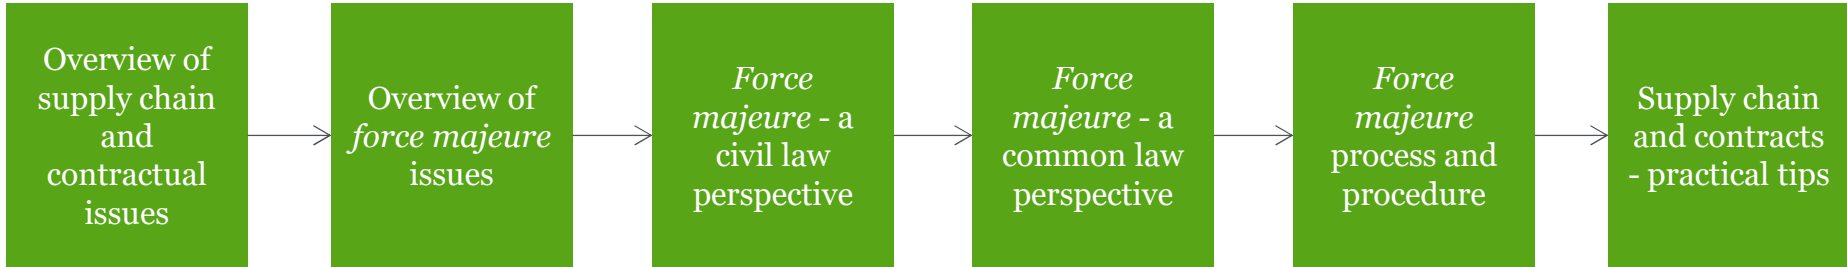 Overview of
supply chain
and
contractual
issues
Overview of
force majeure
issues
Force
majeure - a
civil law
perspective
Force
majeure - a
common law
perspective
Force
majeure
process and
procedure
Supply chain
and contracts
- practical tips